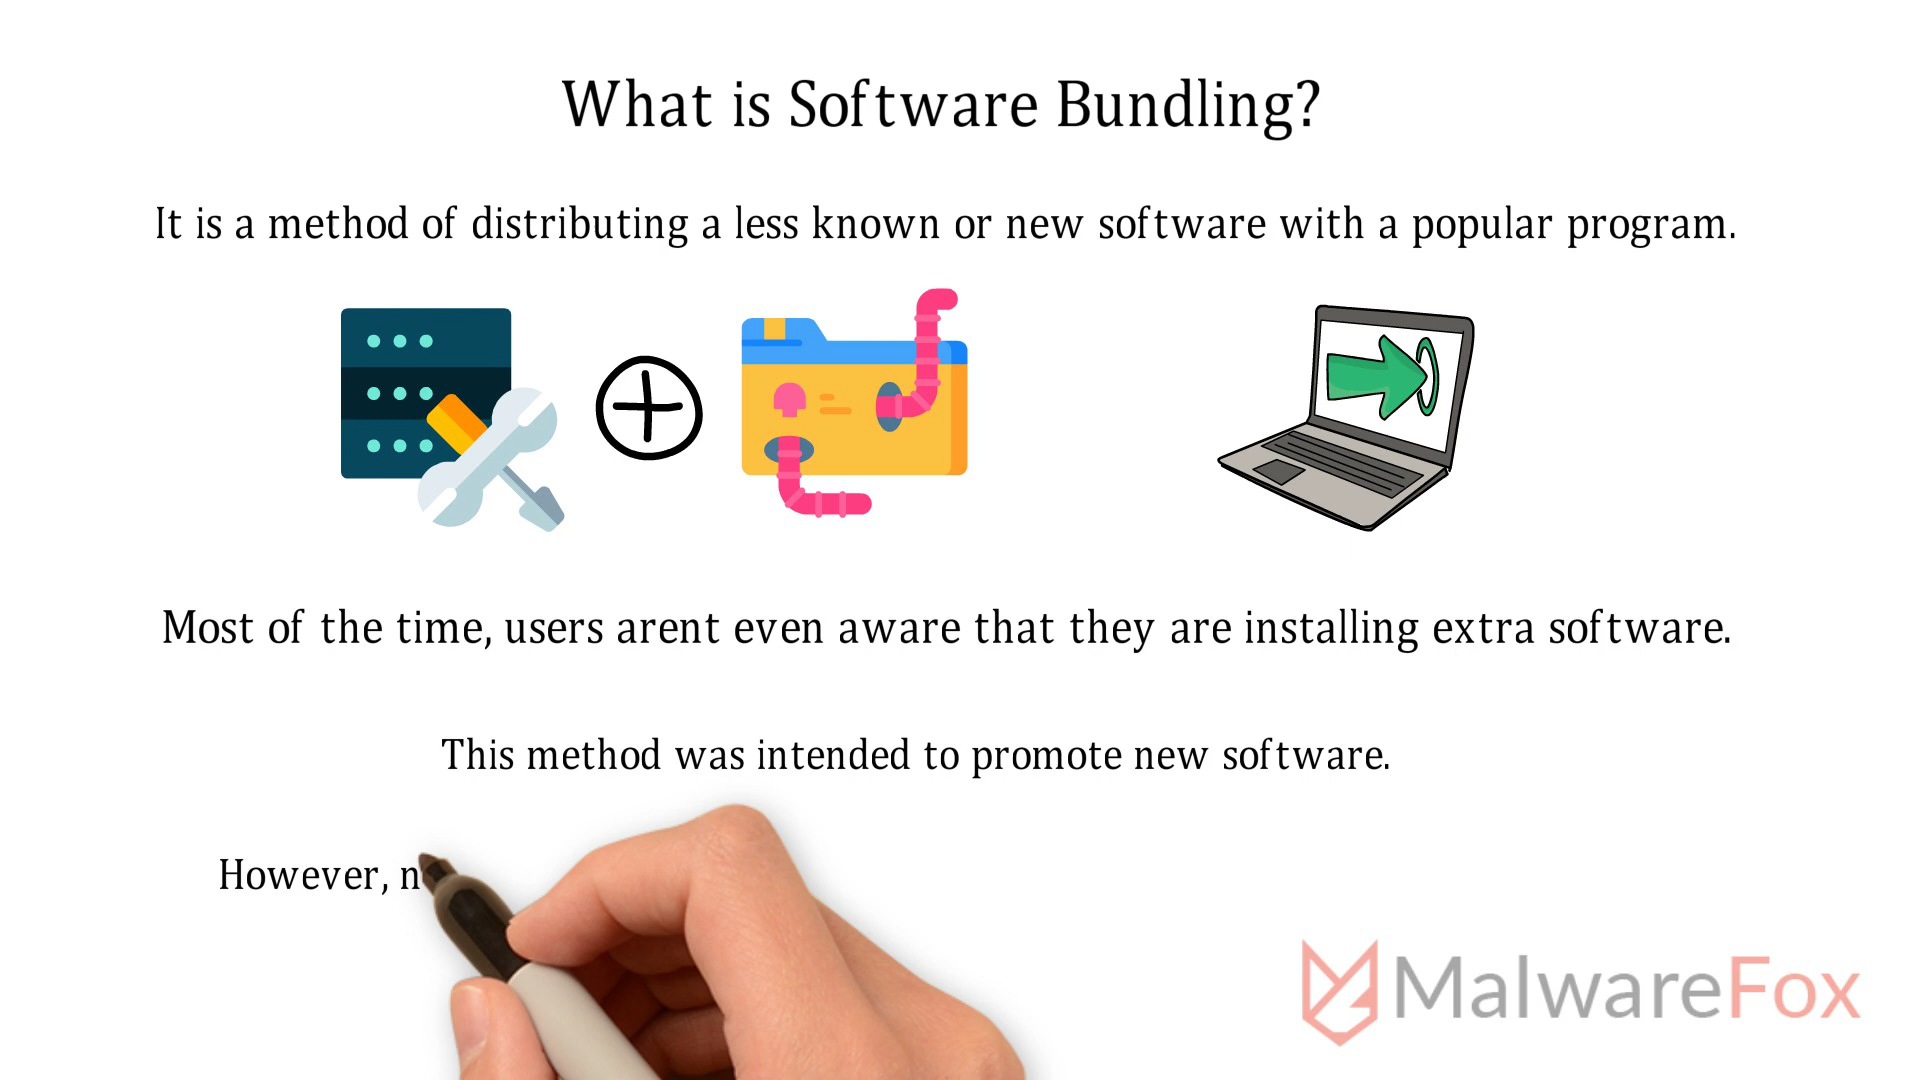 What is Software Bundling?
It is a method of distributing a less known or new software with a popular program.
Most of the time, users arent even aware that they are installing extra software.
This method was intended to promote new software.
However, n
MalwareFox